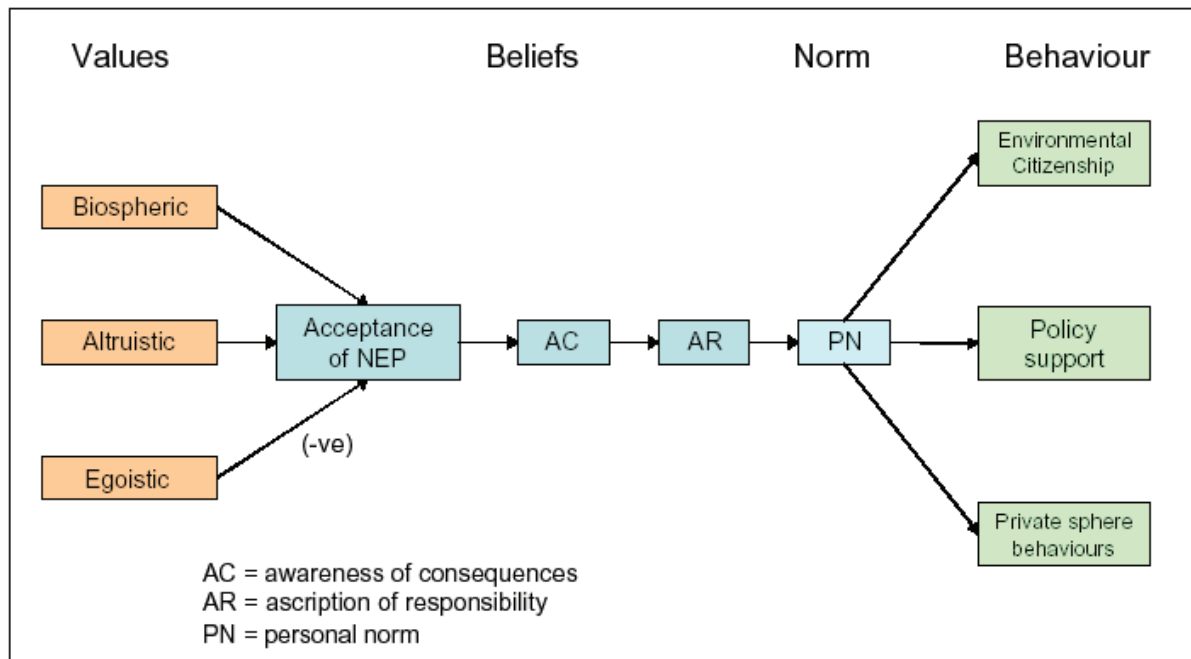 Values Beliefs Norm Behaviour
Environmental
Citizenship
Biospheric
Altruistic
Acceptance
of NEP
AC
AR
PN
Policy
support
(-ve)
Egoistic
Private sphere
behaviours
AC = awareness of consequences
AR = ascription of responsibility
PN = personal norm